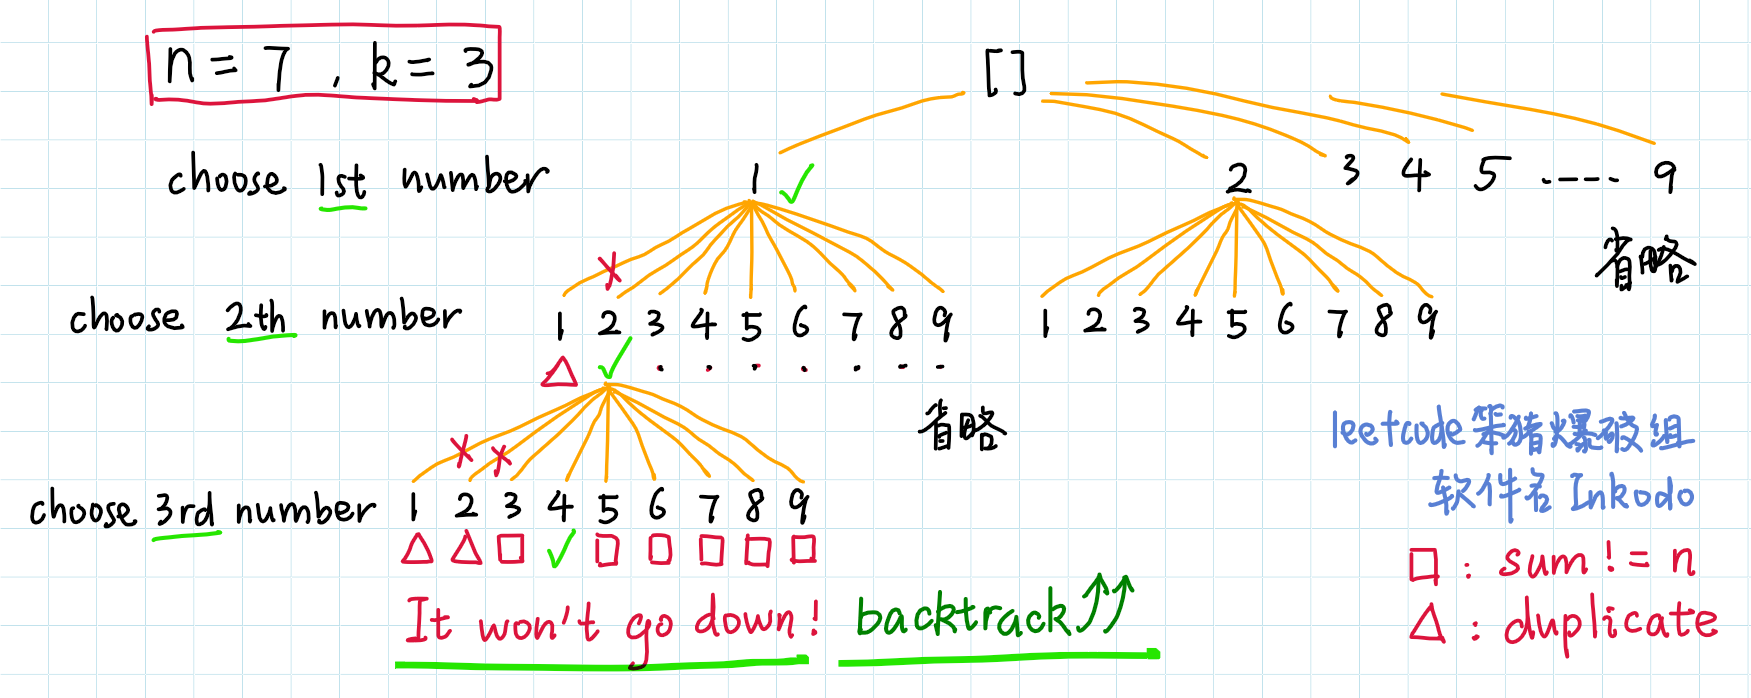 n = 7 , k = 3
[]
choose 1st number
1 2 3 4 5 ..... 9
省略
choose 2th number
1 2 3 4 5 6 7 8 9
1 2 3 4 5 6 7 8 9
省略
leetcode 笨猪爆破组
软件名 Inkodo
choose 3rd number
1 2 3 4 5 6 7 8 9
□ : sum != n
△ : duplicate
It won't go down! backtrack